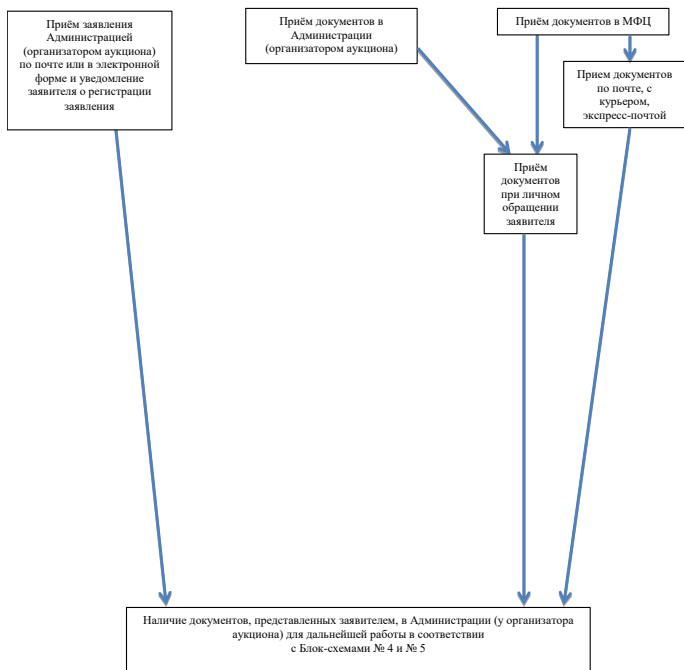 Приём заявления
Администрацией
(организатором аукциона)
по почте или в электронной
форме и уведомление
заявителя о регистрации
заявления
Приём документов в
Администрации
(организатором аукциона)
Приём документов в МФЦ
Прием документов
по почте, с
курьером,
экспресс-почтой
Приём
документов
при личном
обращении
заявителя
Наличие документов, представленных заявителем, в Администрации (у организатора
аукциона) для дальнейшей работы в соответствии
с Блок-схемами № 4 и № 5